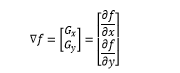 ∇f = [G_x; G_y] = [∂f/∂x; ∂f/∂y]